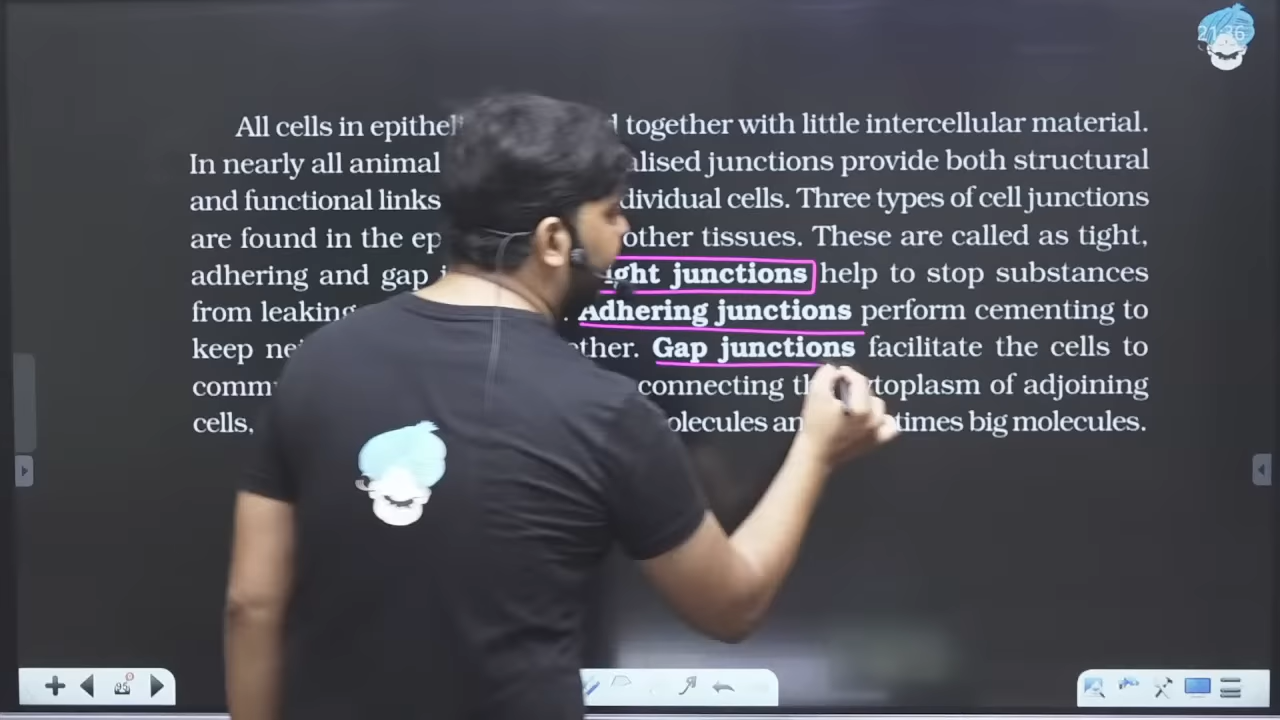 21:36
All cells in epithel together with little intercellular material.
In nearly all animal alised junctions provide both structural
and functional links dividual cells. Three types of cell junctions
are found in the ep other tissues. These are called as tight,
adhering and gap ght junctions help to stop substances
from leaking . Adhering junctions perform cementing to
keep ne ther. Gap junctions facilitate the cells to
comm connecting th toplasm of adjoining
cells, olecules an times big molecules.